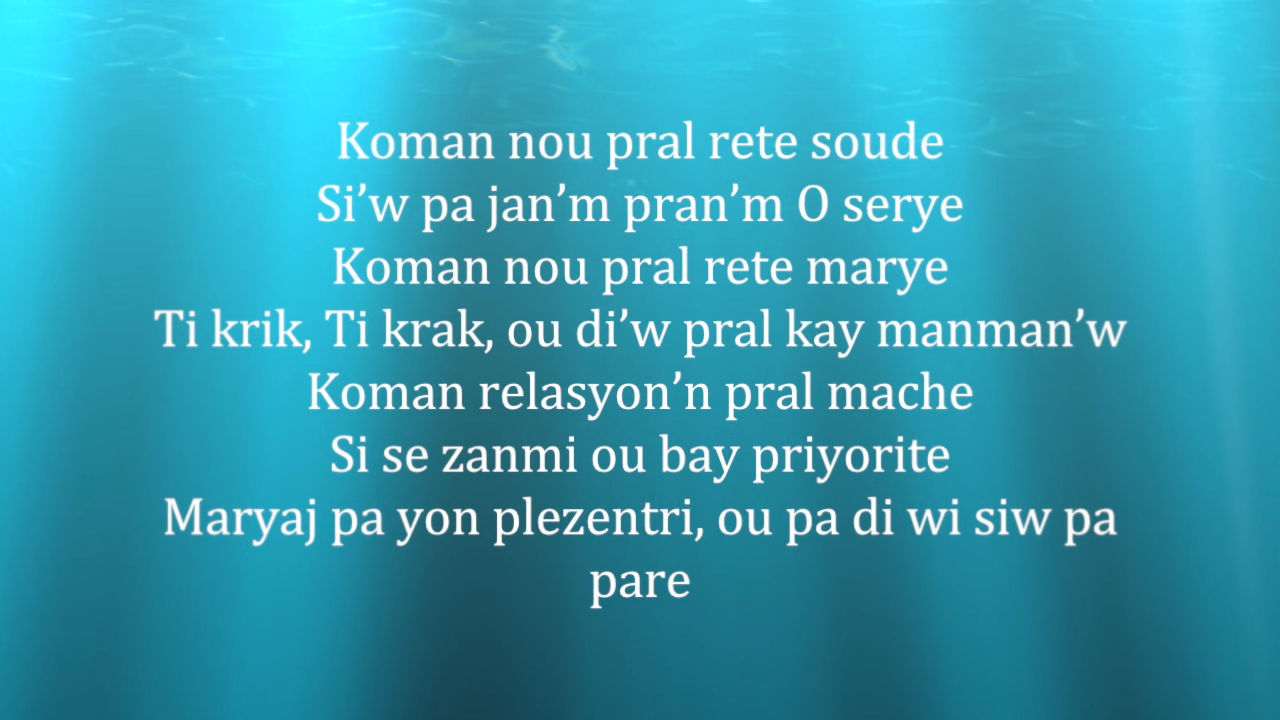 Koman nou pral rete soude
Si’w pa jan’m pran’m O serye
Koman nou pral rete marye
Ti krik, Ti krak, ou di’w pral kay manman’w
Koman relasyon’n pral mache
Si se zanmi ou bay priyorite
Maryaj pa yon plezentri, ou pa di wi siw pa
pare